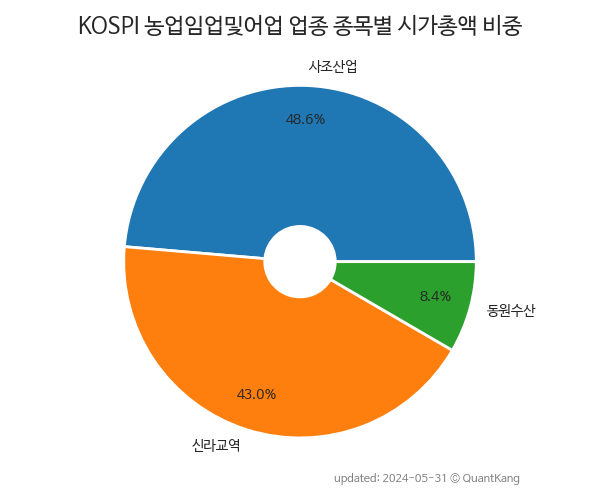 KOSPI 농업임업및어업 업종 종목별 시가총액 비중
사조산업
48.6%
8.4%
동원수산
43.0%
신라교역
updated: 2024-05-31 © QuantKang